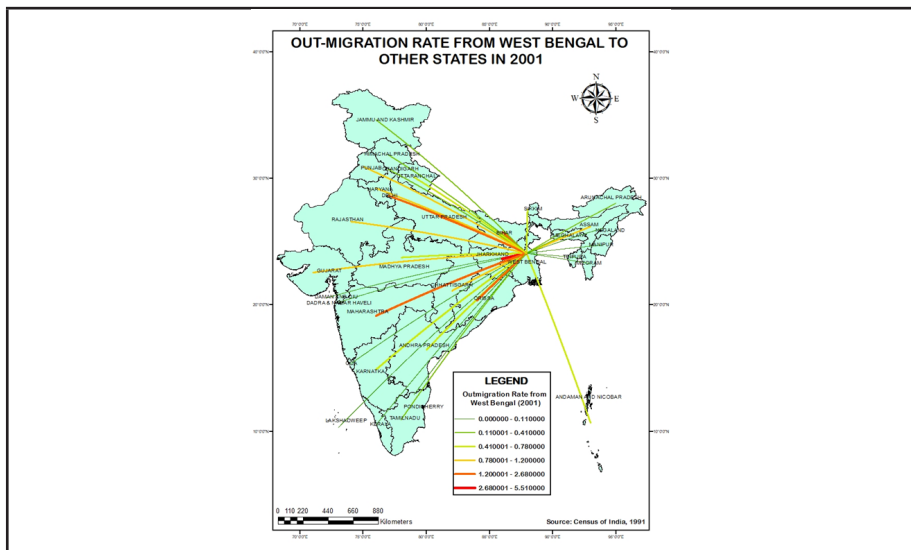 OUT-MIGRATION RATE FROM WEST BENGAL TO
OTHER STATES IN 2001
N
W E
S
JAMMU AND KASHMIR
PUNJAB
CHANDIGARH
UTTARANCHAL
HARYANA
DELHI
RAJASTHAN
UTTAR PRADESH
BIHAR
SIKKIM
ARUNACHAL PRADESH
ASSAM
NAGALAND
MEGHALAYA
MANIPUR
TRIPURA
MIZORAM
JHARKHAND
WEST BENGAL
GUJARAT
MADHYA PRADESH
CHHATTISGARH
ORISSA
DADRA & NAGAR HAVELI
MAHARASHTRA
ANDHRA PRADESH
GOA
KARNATKA
PONDICHERRY
TAMILNADU
LAKSHADWEEP
KERALA
ANDAMAN AND NICOBAR
LEGEND
Outmigration Rate from
West Bengal (2001)
0.000000 - 0.110000
0.110001 - 0.410000
0.410001 - 0.780000
0.780001 - 1.200000
1.200001 - 2.680000
2.680001 - 5.510000
0 110 220 440 660 880
Kilometers
Source: Census of India, 1991